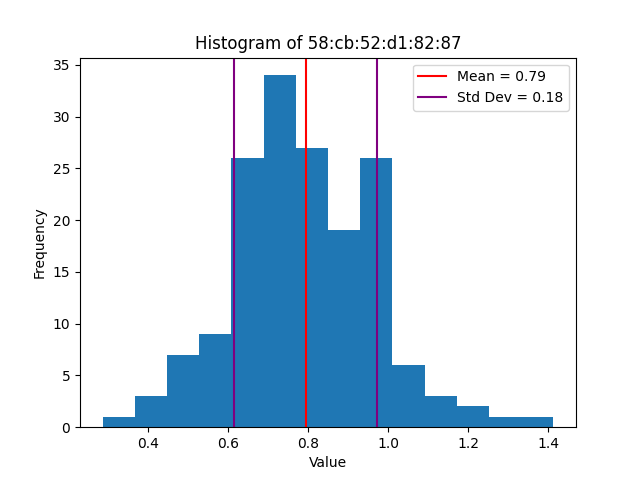 Histogram of 58:cb:52:d1:82:87
Mean = 0.79
Std Dev = 0.18
Frequency
35
30
25
20
15
10
5
0
0.4 0.6 0.8 1.0 1.2 1.4
Value